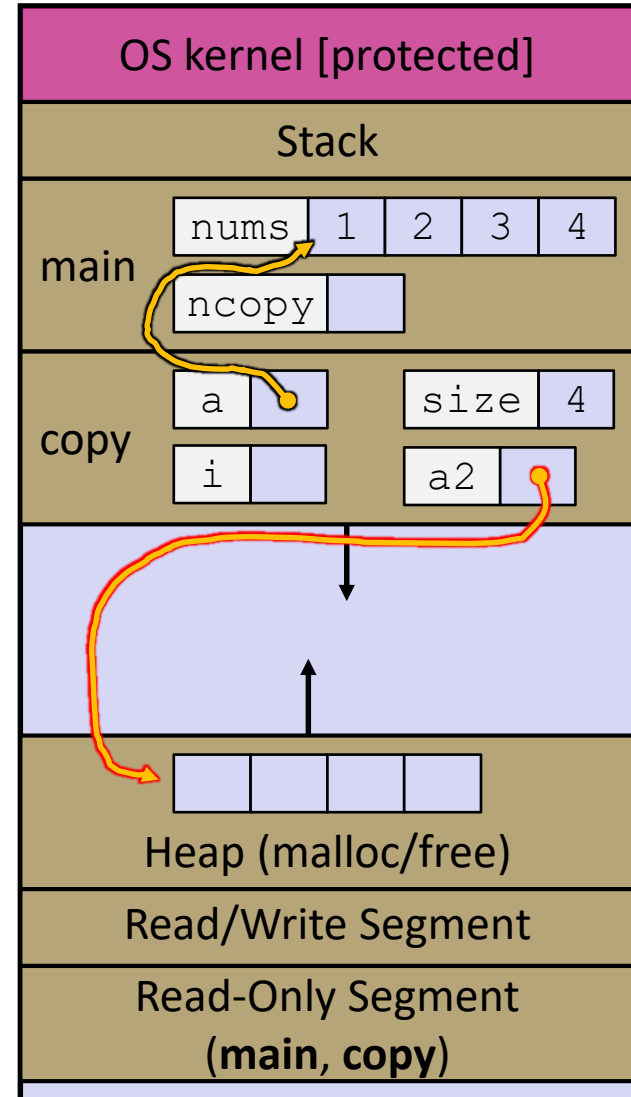 OS kernel [protected]
Stack
main
nums 1 2 3 4
ncopy
copy
a size 4
i a2
Heap (malloc/free)
Read/Write Segment
Read-Only Segment
(main, copy)